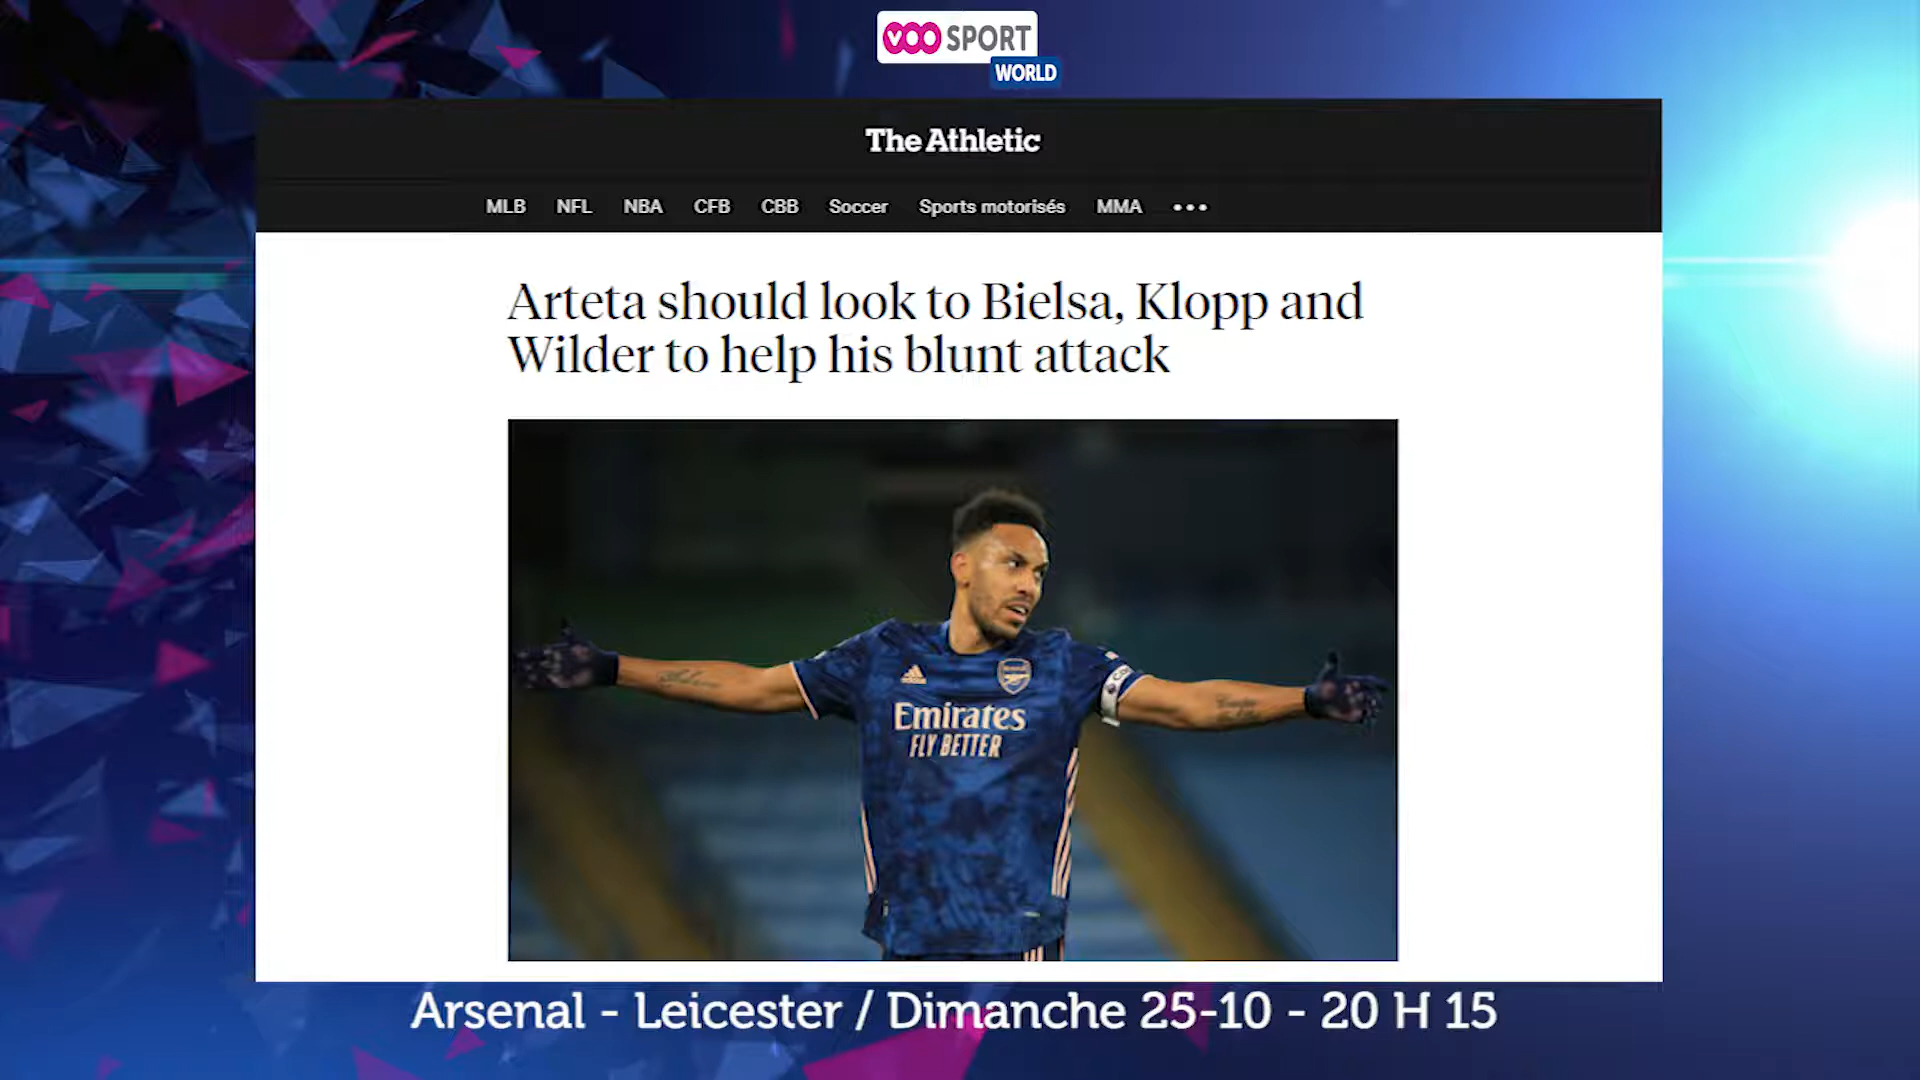 VOO SPORT
WORLD
The Athletic
MLB NFL NBA CFB CBB Soccer Sports motorisés MMA •••
Arteta should look to Bielsa, Klopp and
Wilder to help his blunt attack
adidas
Emirates
FLY BETTER
Arsenal - Leicester / Dimanche 25-10 - 20 H 15